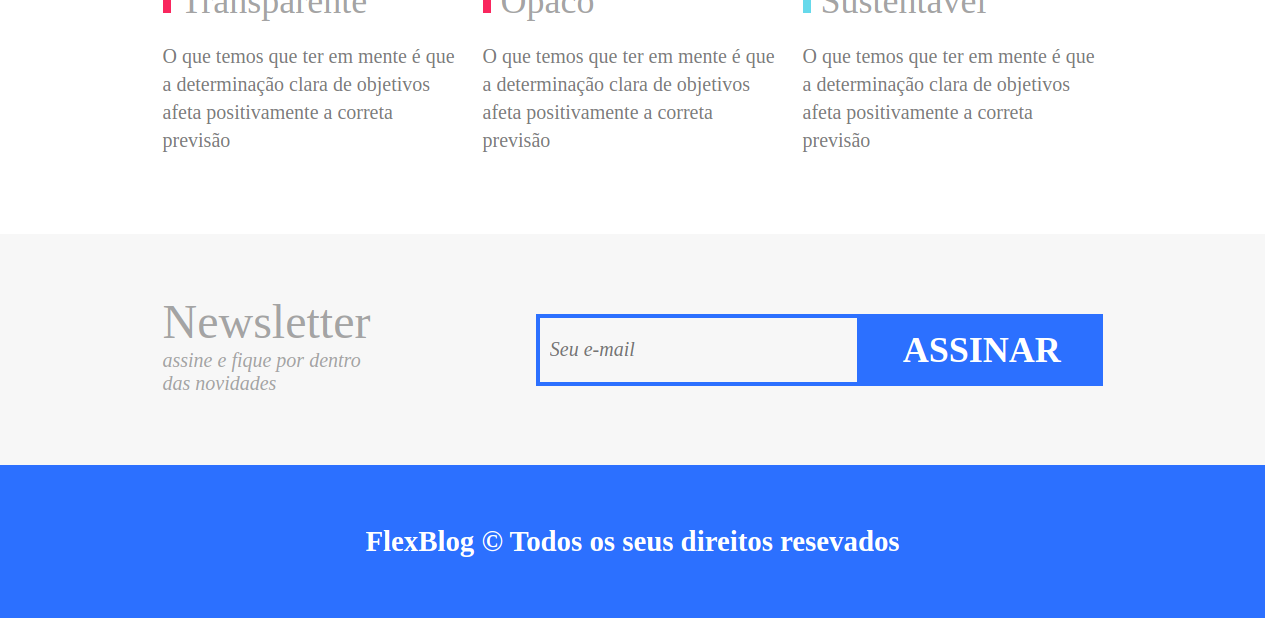 Transparente
Opaco
Sustentável
O que temos que ter em mente é que
a determinação clara de objetivos
afeta positivamente a correta
previsão
O que temos que ter em mente é que
a determinação clara de objetivos
afeta positivamente a correta
previsão
O que temos que ter em mente é que
a determinação clara de objetivos
afeta positivamente a correta
previsão
Newsletter
assine e fique por dentro
das novidades
Seu e-mail
ASSINAR
FlexBlog © Todos os seus direitos resevados